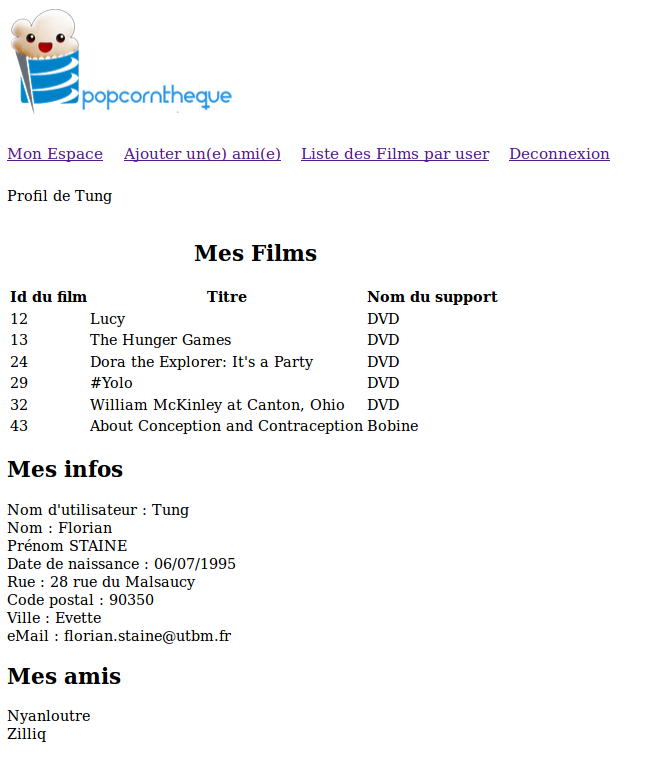 popcorntheque
Mon Espace Ajouter un(e) ami(e) Liste des Films par user Deconnexion
Profil de Tung
Mes Films
Id du film Titre Nom du support
12 Lucy DVD
13 The Hunger Games DVD
24 Dora the Explorer: It's a Party DVD
29 #Yolo DVD
32 William McKinley at Canton, Ohio DVD
43 About Conception and Contraception Bobine
Mes infos
Nom d'utilisateur : Tung
Nom : Florian
Prénom STAINE
Date de naissance : 06/07/1995
Rue : 28 rue du Malsaucy
Code postal : 90350
Ville : Evette
eMail : florian.staine@utbm.fr
Mes amis
Nyanloutre
Zilliq